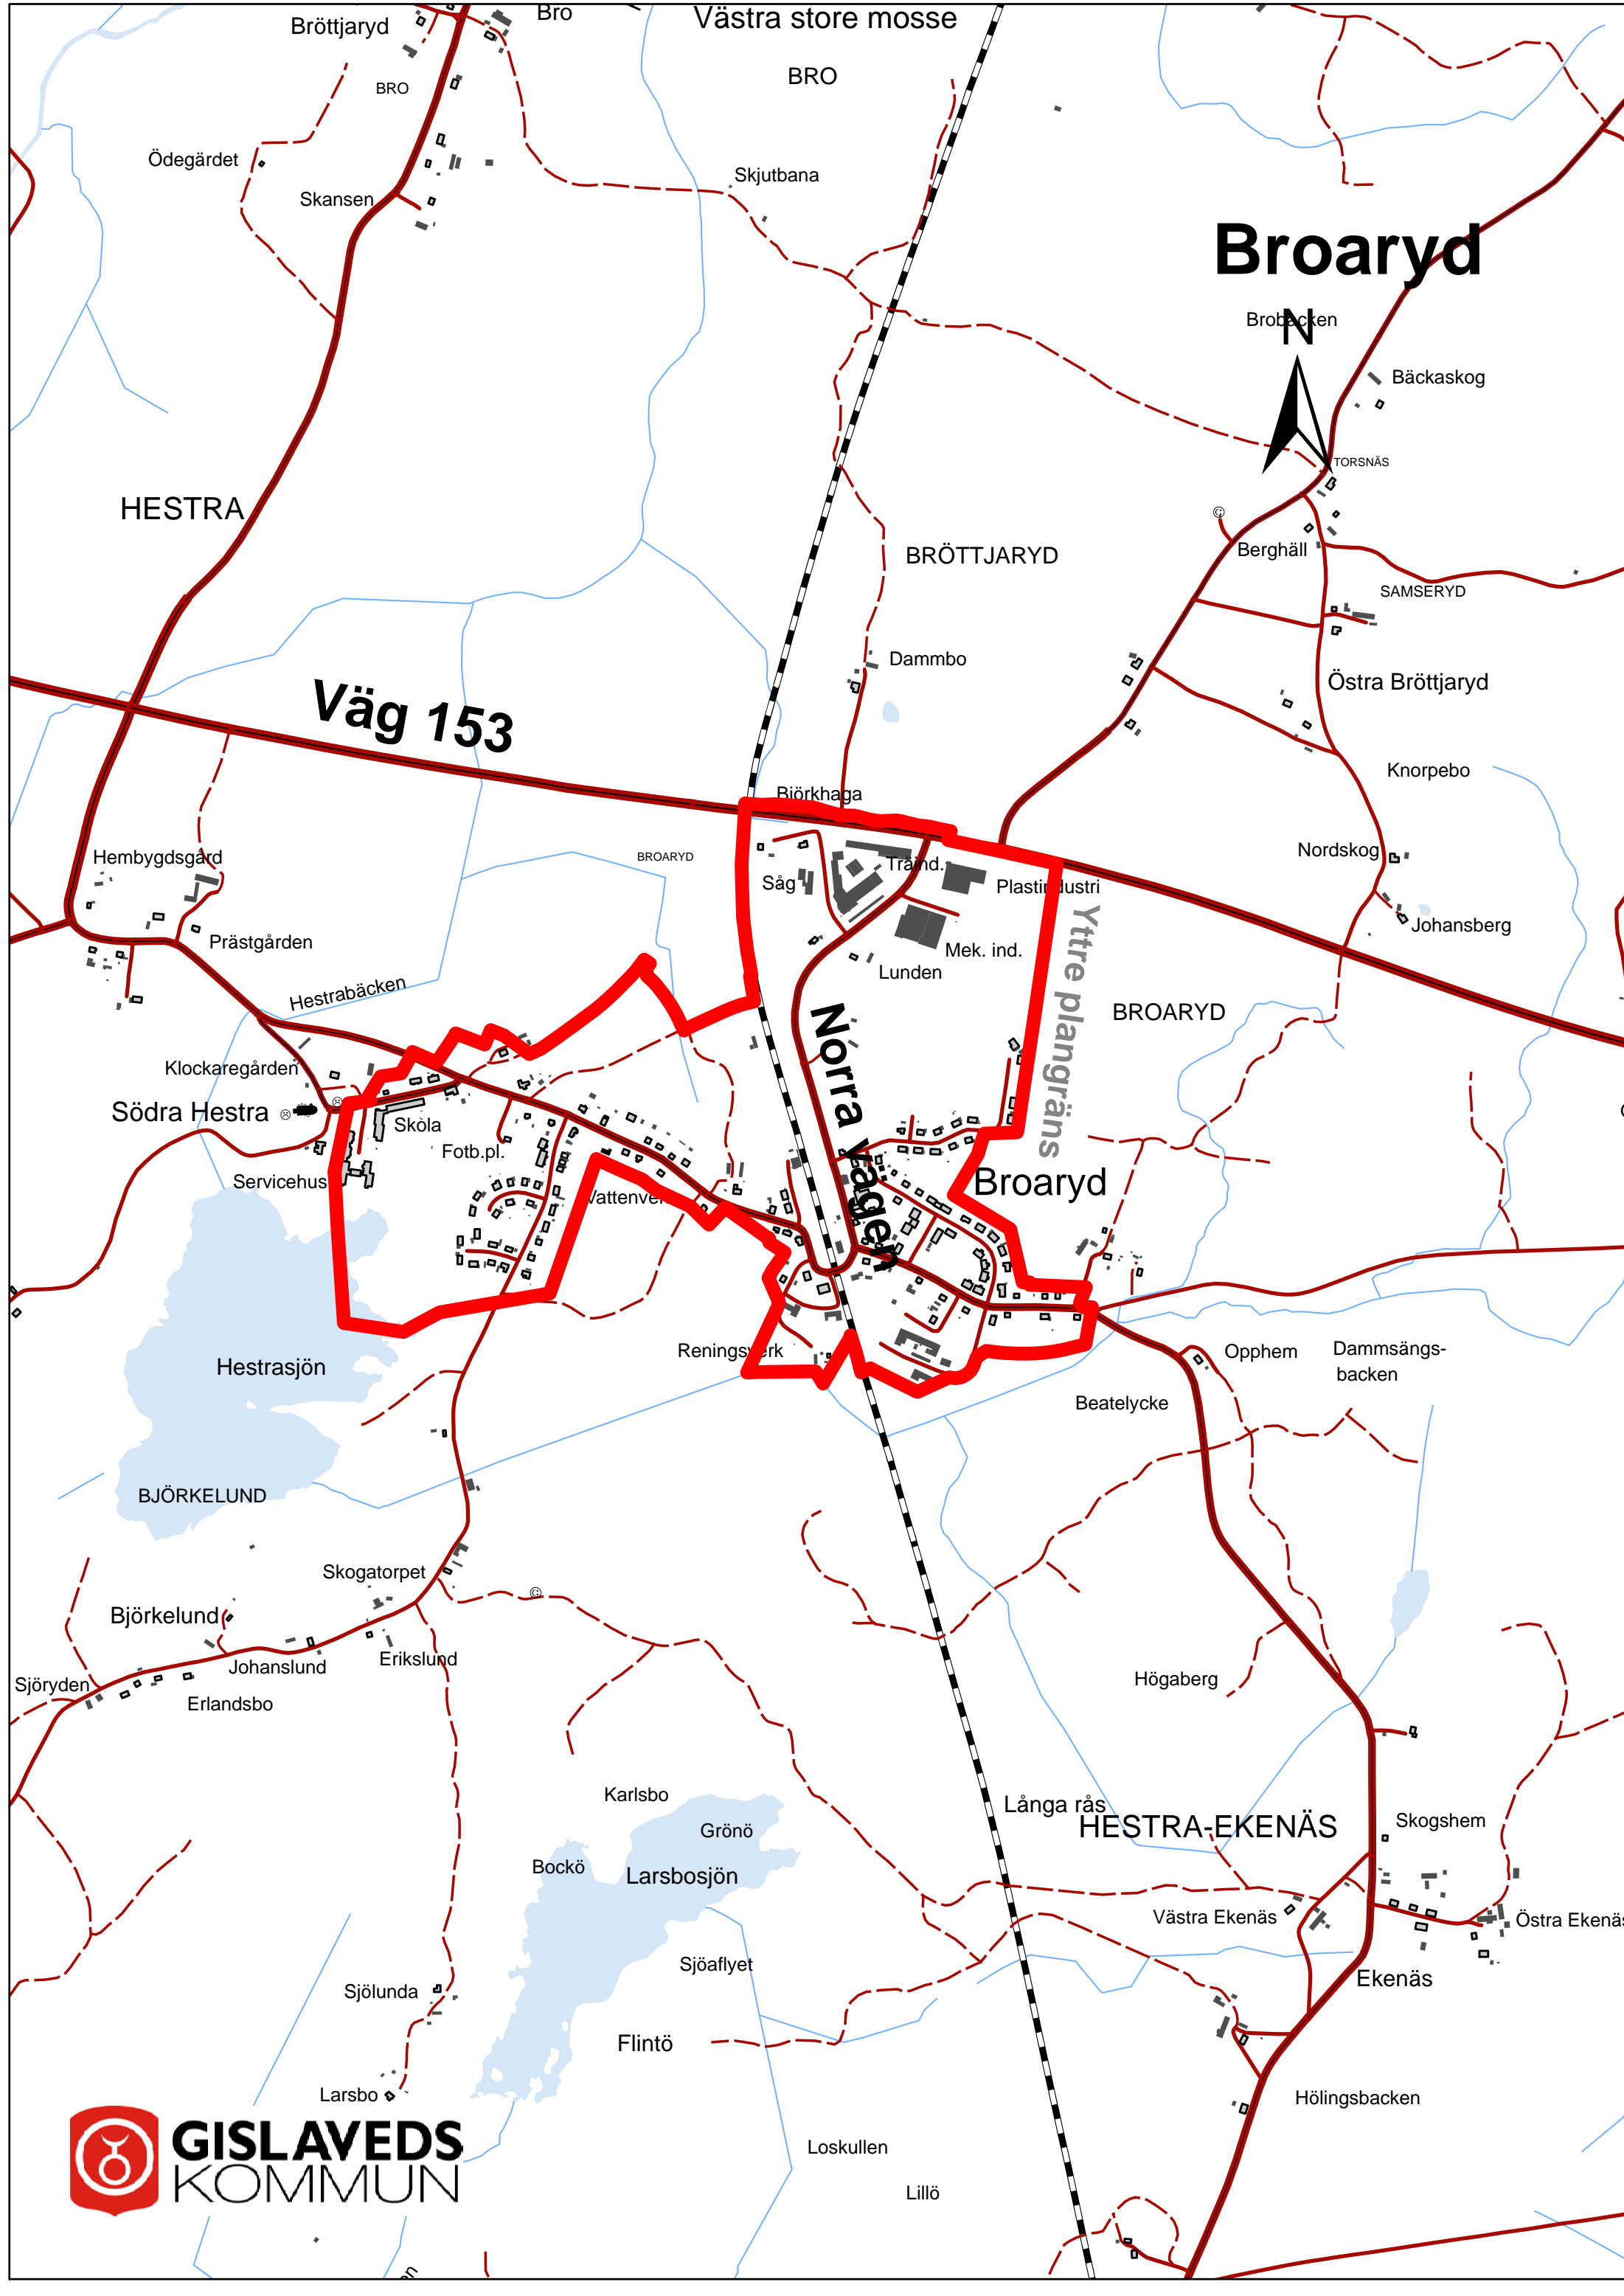 Bröttjaryd
Bro
Västra store mosse
BRO
BRO
Ödegärdet
Skjutbana
Skansen
Broaryd
Brobacken
N
Bäckaskog
TORSNÄS
HESTRA
BRÖTTJARYD
Berghäll
SAMSERYD
Dammbo
Östra Bröttjaryd
Väg 153
Knorpebo
Björkhaga
Hembygdsgård
BROARYD
Träind.
Nordskog
Såg
Plastindustri
Johansberg
Prästgården
Mek. ind.
Lunden
Yttre plangräns
Hestrabäcken
BROARYD
Norra vägen
Klockaregården
Södra Hestra
Skola
Fotb.pl.
Servicehus
Broaryd
Reningsverk
Opphem
Dammsängs-
backen
Hestrasjön
Beatelycke
BJÖRKELUND
Skogatorpet
Björkelund
Johanslund
Erikslund
Sjöryden
Erlandsbo
Högaberg
Karlsbo
Långa rås
Grönö
HESTRA-EKENÄS
Skogshem
Bockö
Larsbosjön
Västra Ekenäs
Östra Ekenäs
Sjöaflyet
Ekenäs
Sjölunda
Flintö
Larsbo
Hölingsbacken
GISLAVEDS
KOMMUN
Loskullen
Lillö